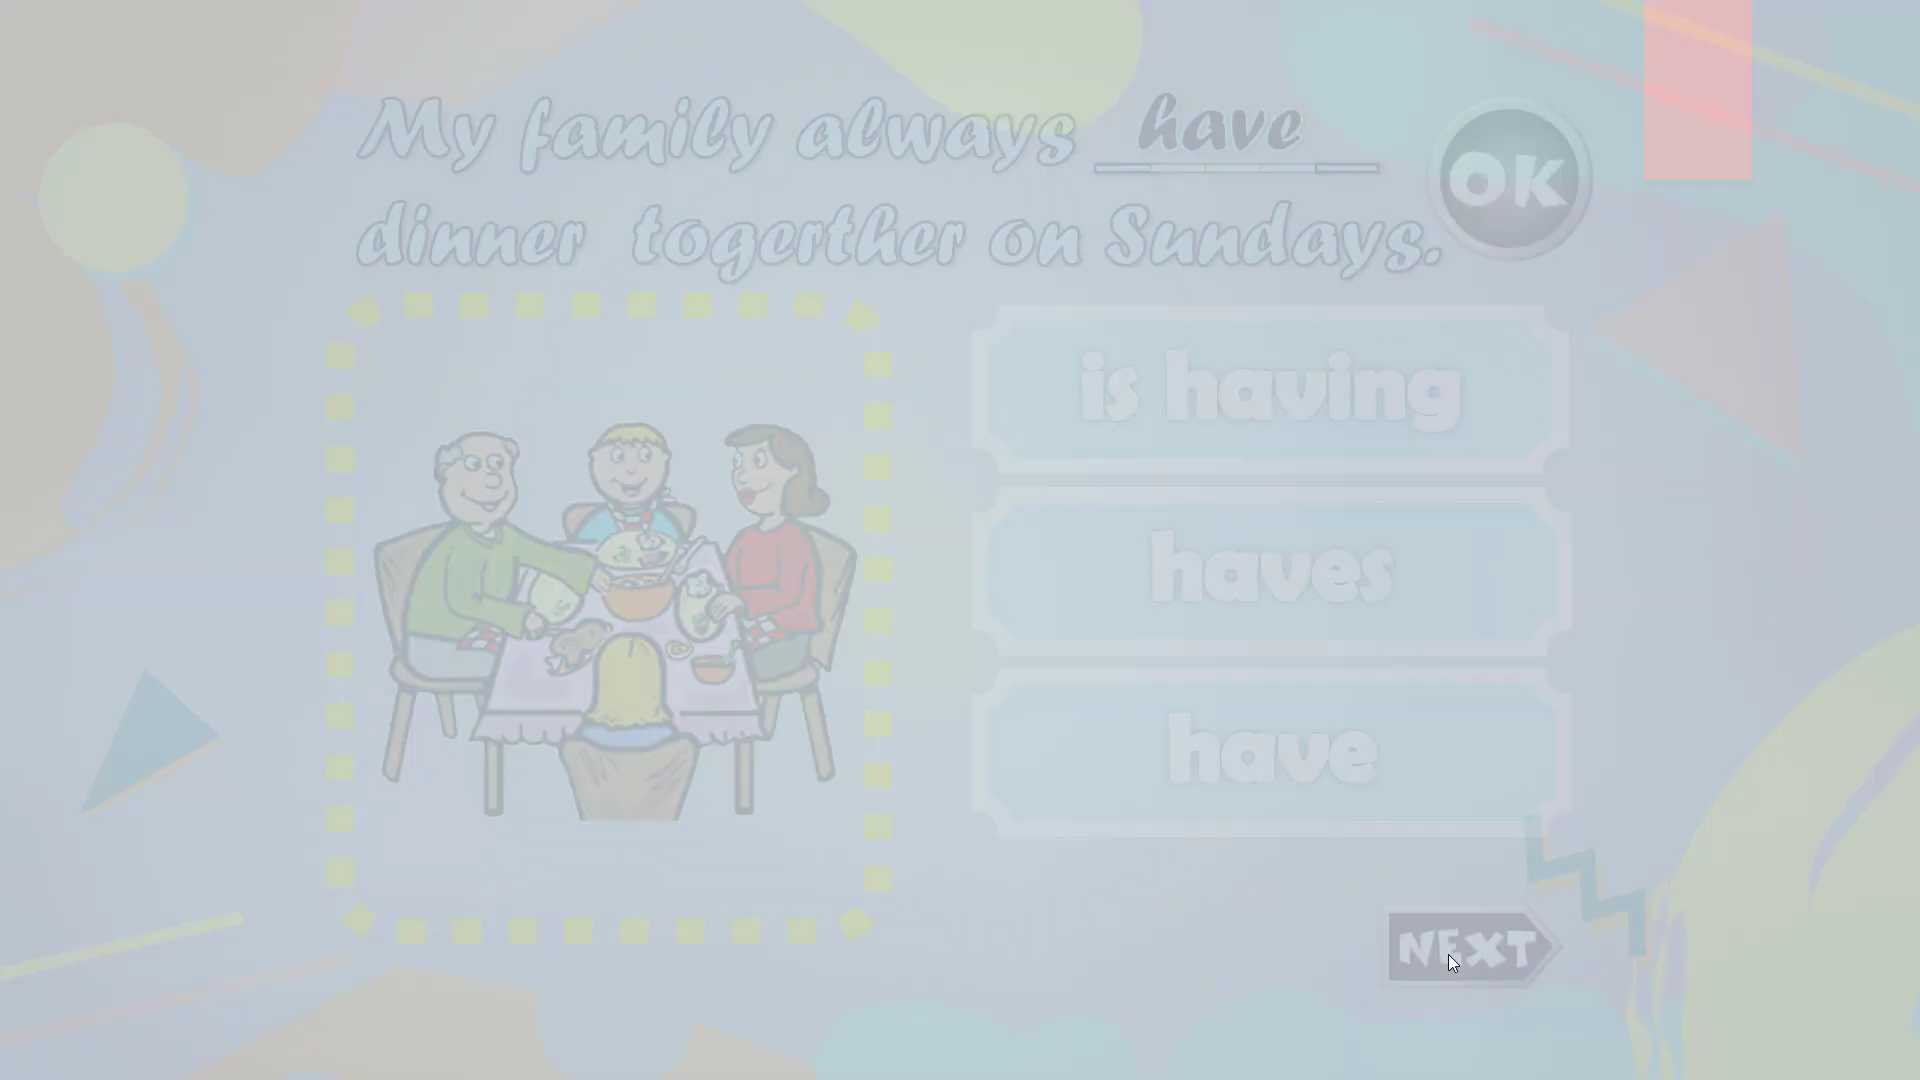 My family always have
dinner togerther on Sundays.
OK
is having
haves
have
NEXT